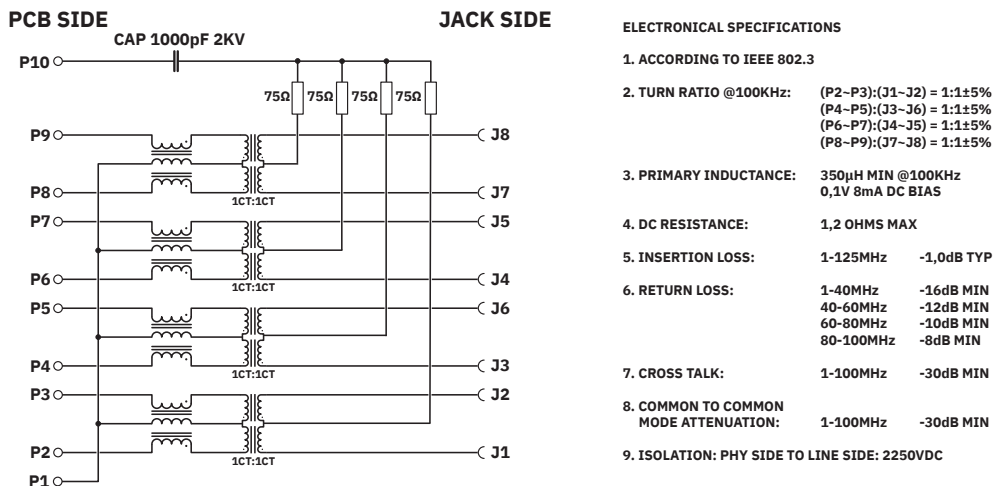 PCB SIDE
JACK SIDE
CAP 1000pF 2KV
P10
75Ω 75Ω 75Ω 75Ω
P9
J8
P8
J7
1CT:1CT
P7
J5
P6
J4
1CT:1CT
P5
J6
P4
J3
1CT:1CT
P3
J2
P2
J1
1CT:1CT
P1
ELECTRONICAL SPECIFICATIONS
1. ACCORDING TO IEEE 802.3
2. TURN RATIO @100KHz: (P2~P3):(J1~J2) = 1:1±5%
(P4~P5):(J3~J6) = 1:1±5%
(P6~P7):(J4~J5) = 1:1±5%
(P8~P9):(J7~J8) = 1:1±5%
3. PRIMARY INDUCTANCE: 350µH MIN @100KHz
0,1V 8mA DC BIAS
4. DC RESISTANCE: 1,2 OHMS MAX
5. INSERTION LOSS: 1-125MHz -1,0dB TYP
6. RETURN LOSS: 1-40MHz -16dB MIN
40-60MHz -12dB MIN
60-80MHz -10dB MIN
80-100MHz -8dB MIN
7. CROSS TALK: 1-100MHz -30dB MIN
8. COMMON TO COMMON
MODE ATTENUATION: 1-100MHz -30dB MIN
9. ISOLATION: PHY SIDE TO LINE SIDE: 2250VDC